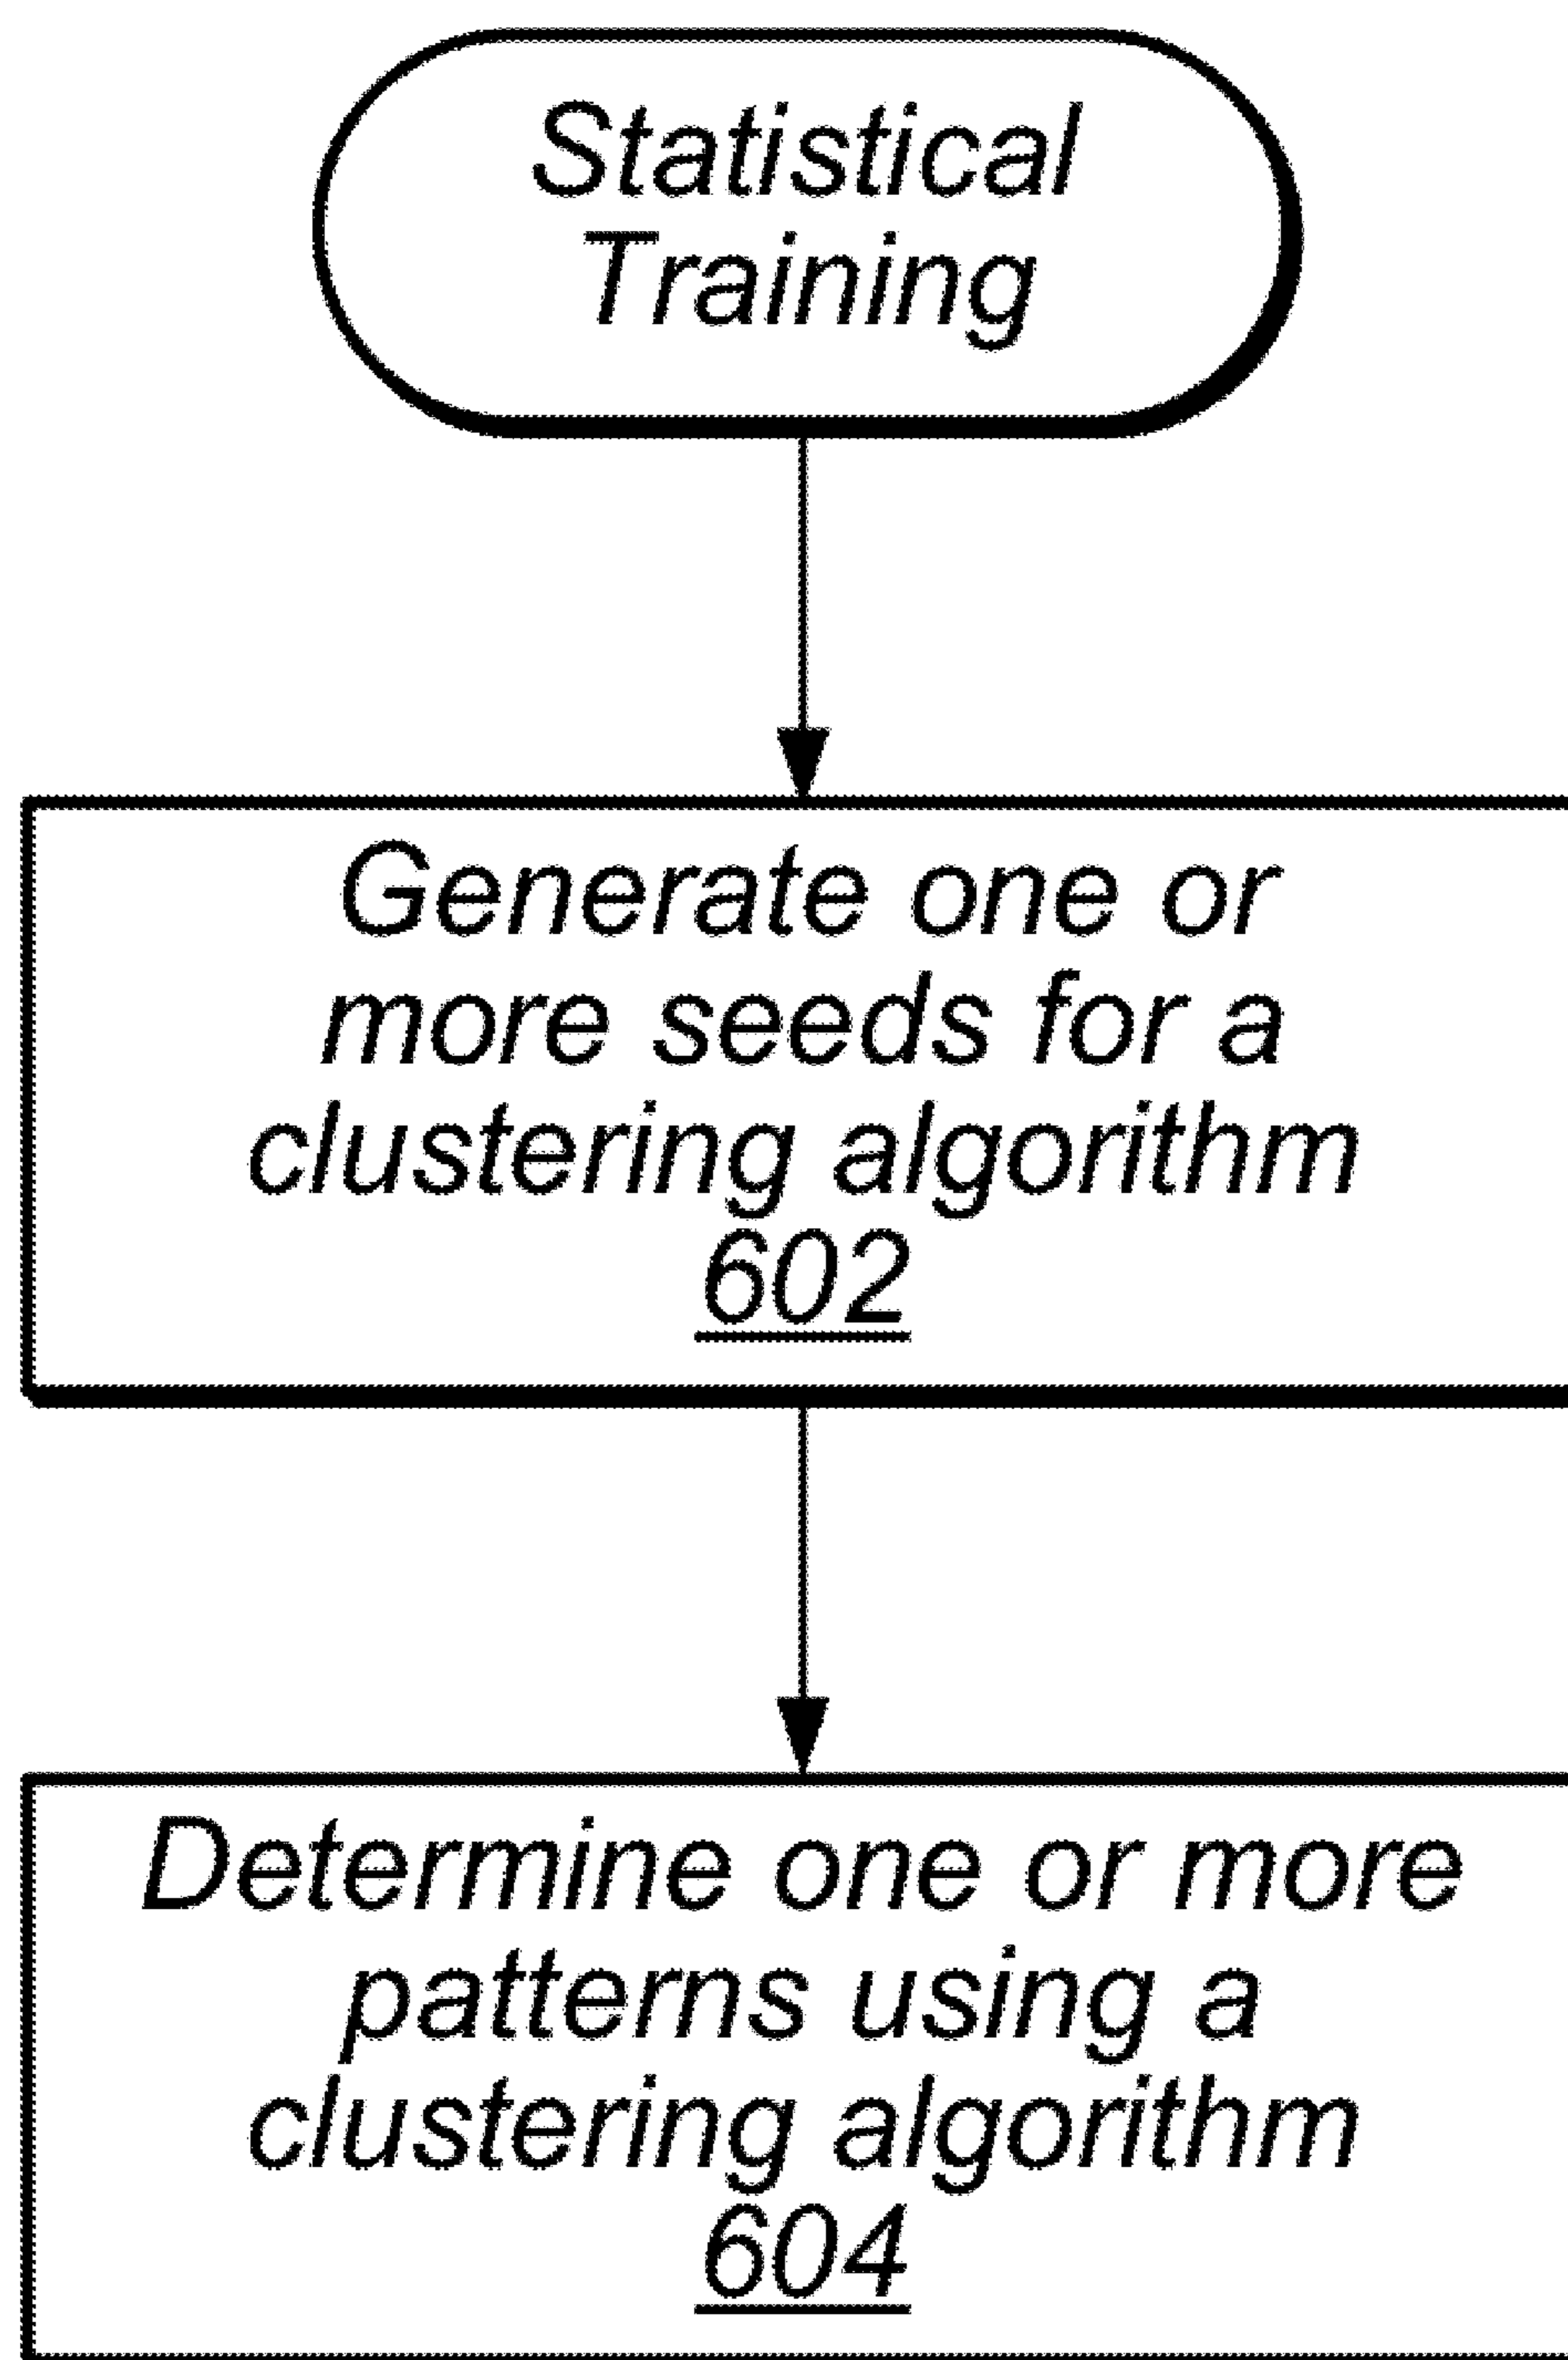 Statistical
Training
Generate one or
more seeds for a
clustering algorithm
602
Determine one or more
patterns using a
clustering algorithm
604